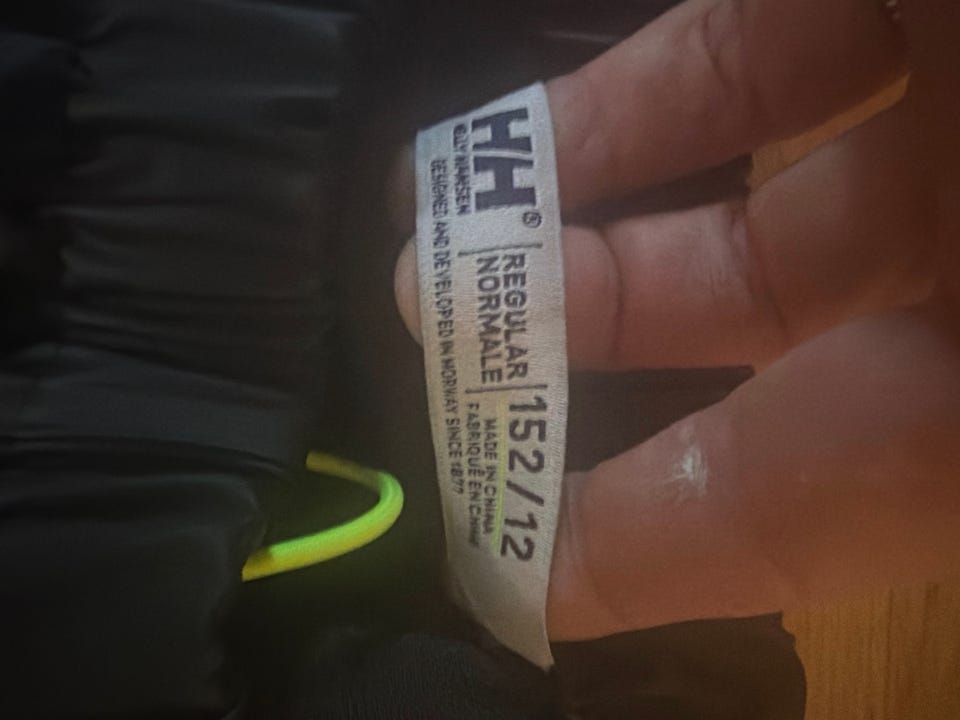 HH®
HELLY HANSEN
REGULAR
NORMALE
152/12
MADE IN CHINA
FABRIQUÉ EN CHINE
DESIGNED AND DEVELOPED IN NORWAY SINCE 1877